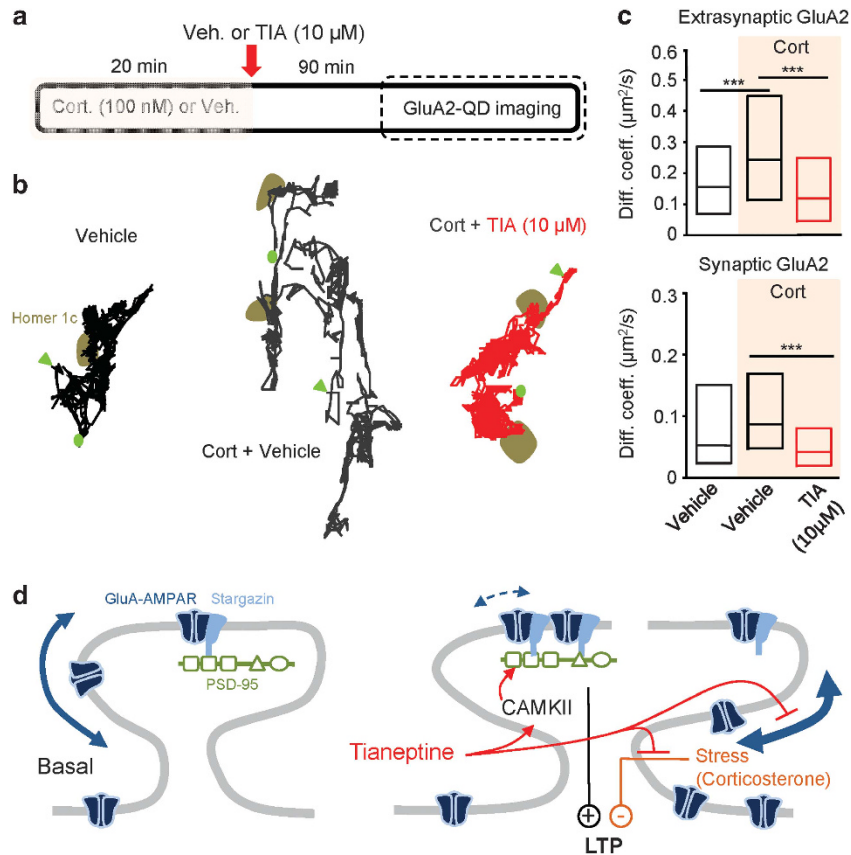 a
Veh. or TIA (10 µM)
20 min
90 min
Cort. (100 nM) or Veh.
GluA2-QD imaging
b
Vehicle
Homer 1c
Cort + Vehicle
Cort + TIA (10 µM)
c
Extrasynaptic GluA2
Cort
***
***
Diff. coeff. (µm²/s)
0.6
0.5
0.4
0.3
0.2
0.1
0
Synaptic GluA2
Cort
***
Diff. coeff. (µm²/s)
0.3
0.2
0.1
0
Vehicle
Vehicle
TIA
(10µM)
d
GluA-AMPAR
Stargazin
PSD-95
Basal
CAMKII
Tianeptine
Stress
(Corticosterone)
+
-
LTP